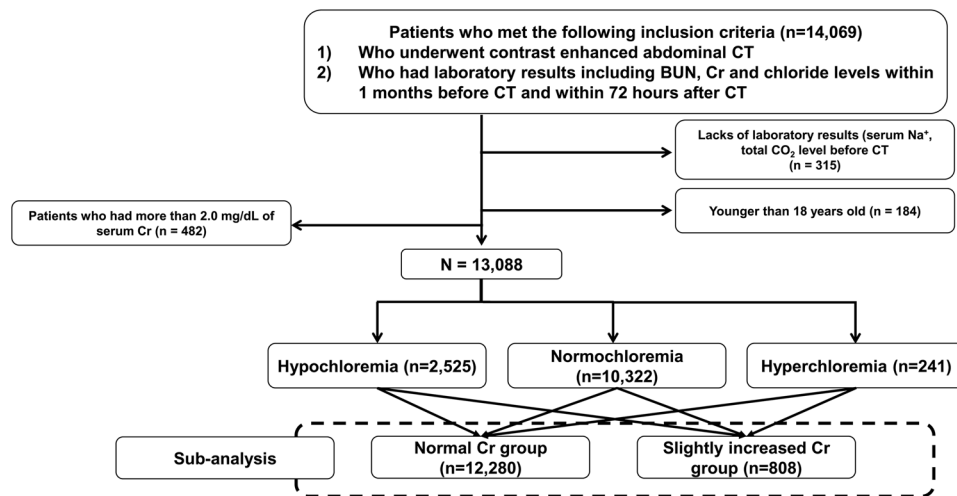 Patients who met the following inclusion criteria (n=14,069)
1) Who underwent contrast enhanced abdominal CT
2) Who had laboratory results including BUN, Cr and chloride levels within
1 months before CT and within 72 hours after CT
Lacks of laboratory results (serum Na⁺,
total CO₂ level before CT
(n = 315)
Patients who had more than 2.0 mg/dL of
serum Cr (n = 482)
Younger than 18 years old (n = 184)
N = 13,088
Hypochloremia (n=2,525)
Normochloremia
(n=10,322)
Hyperchloremia (n=241)
Sub-analysis
Normal Cr group
(n=12,280)
Slightly increased Cr
group (n=808)